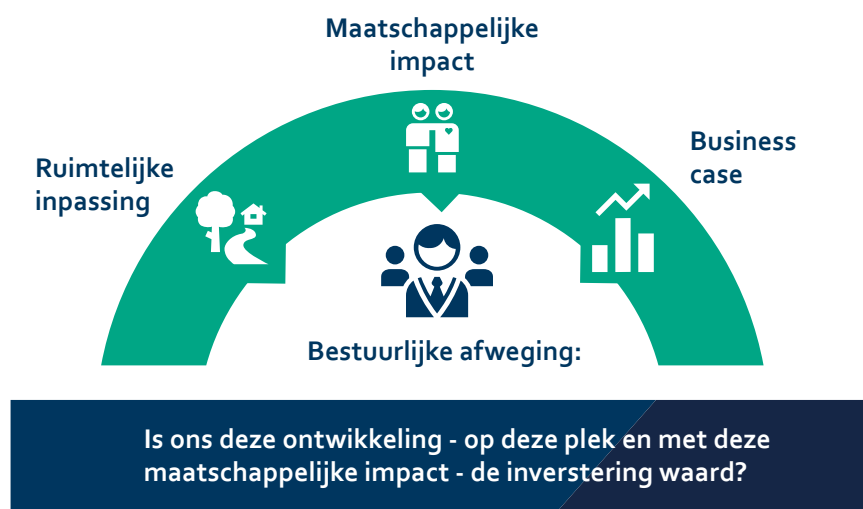 Maatschappelijke
impact
Ruimtelijke
inpassing
Business
case
Bestuurlijke afweging:
Is ons deze ontwikkeling - op deze plek en met deze
maatschappelijke impact - de inverstering waard?